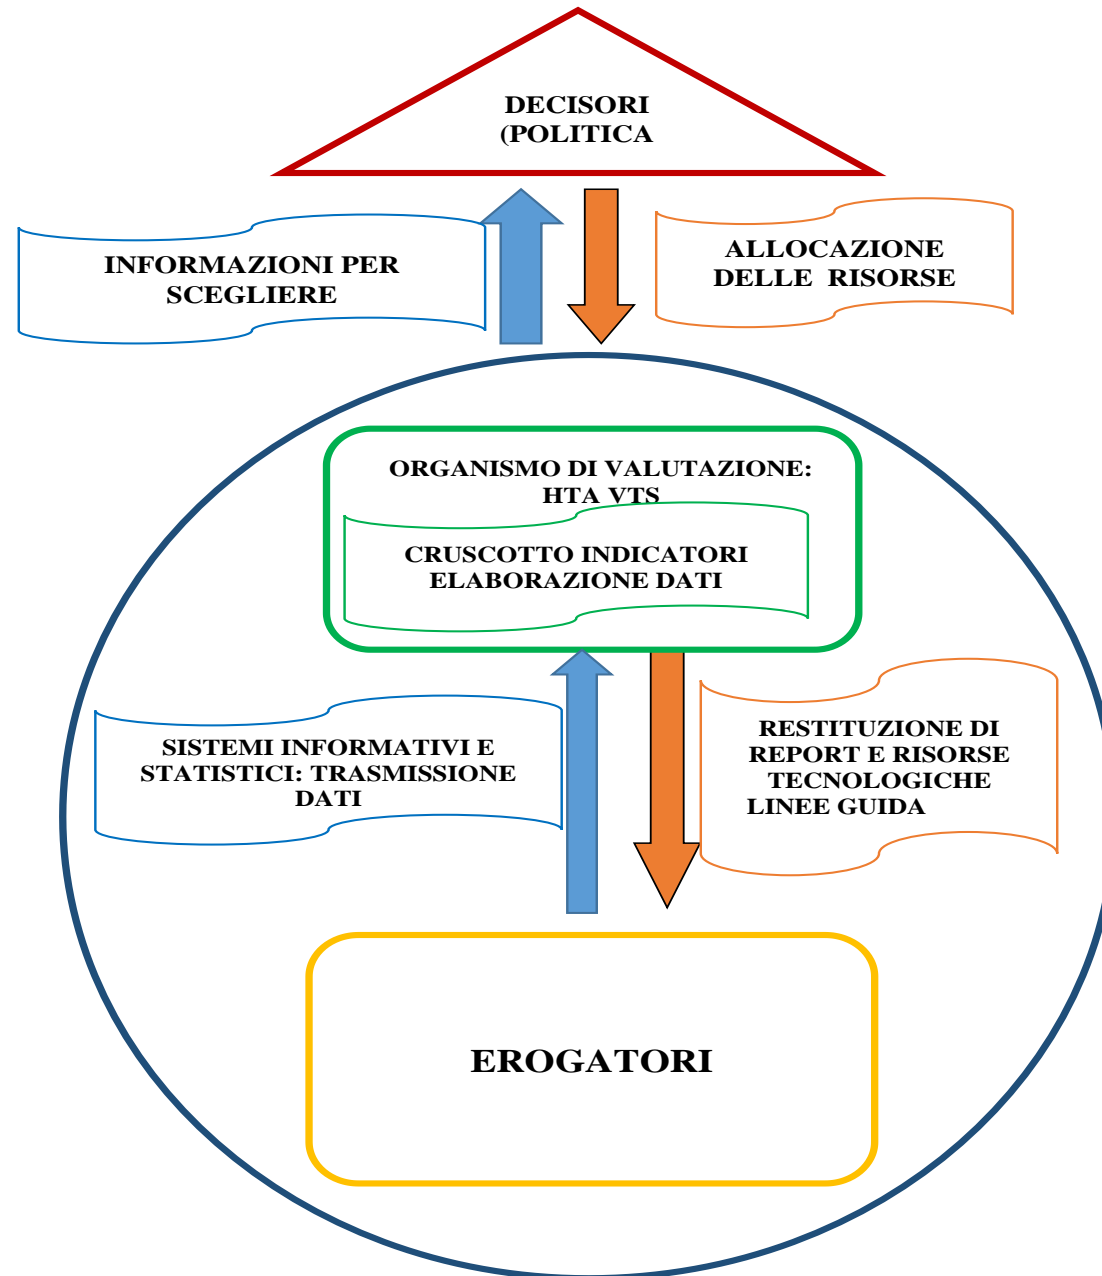 DECISORI
(POLITICA
INFORMAZIONI PER
SCEGLIERE
ALLOCAZIONE
DELLE RISORSE
ORGANISMO DI VALUTAZIONE:
HTA VTS
CRUSCOTTO INDICATORI
ELABORAZIONE DATI
SISTEMI INFORMATIVI E
STATISTICI: TRASMISSIONE
DATI
RESTITUZIONE DI
REPORT E RISORSE
TECNOLOGICHE
LINEE GUIDA
EROGATORI